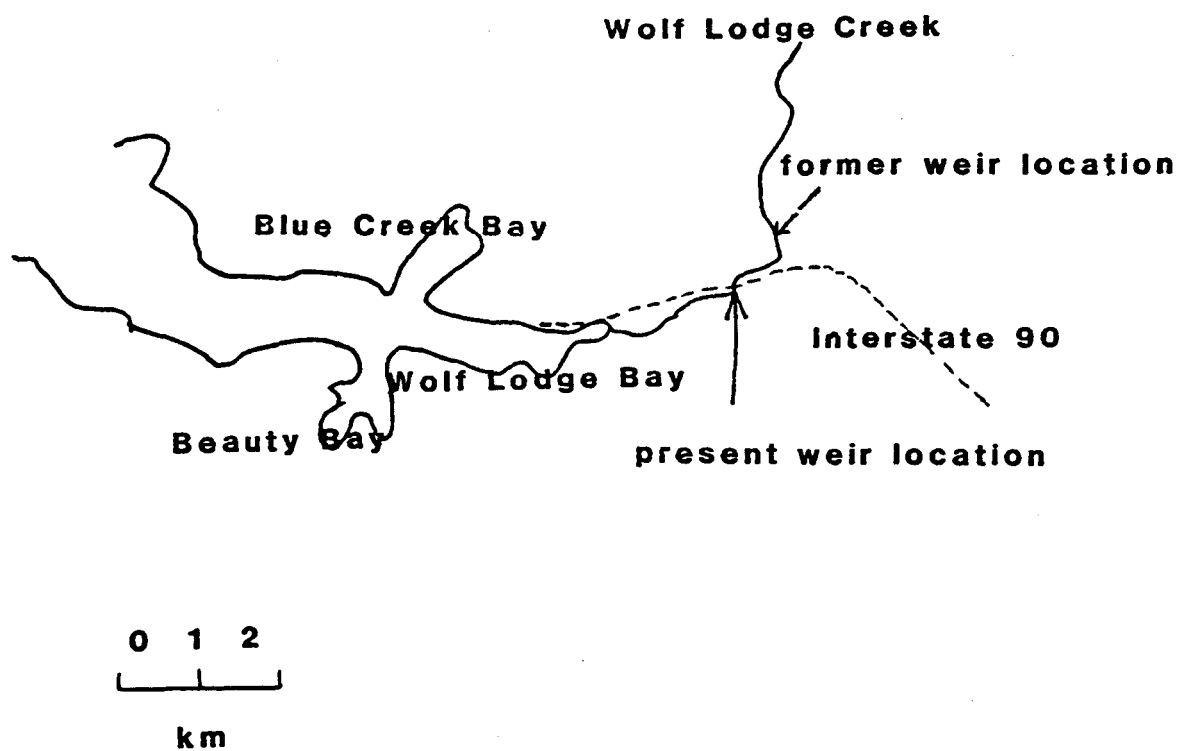 Wolf Lodge Creek
former weir location
Blue Creek Bay
Interstate 90
Wolf Lodge Bay
Beauty Bay
present weir location
0 1 2
km